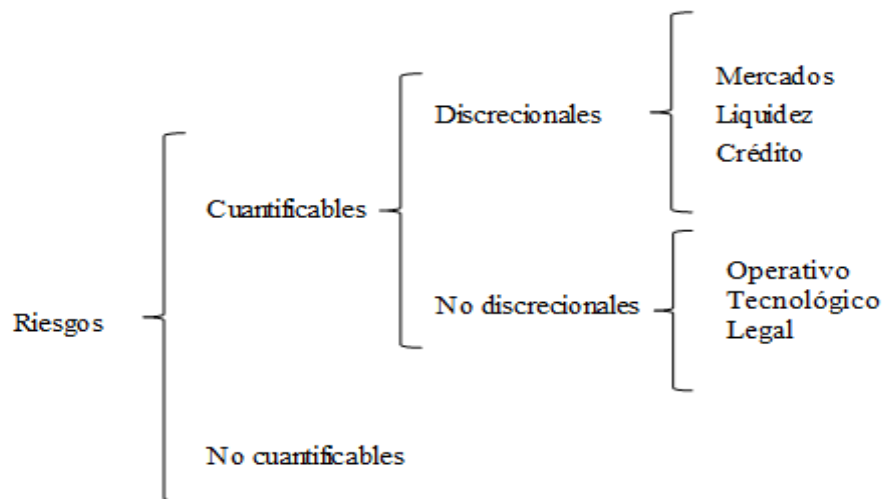 Riesgos
Cuantificables
Discrecionales
Mercados
Liquidez
Crédito
No discrecionales
Operativo
Tecnológico
Legal
No cuantificables